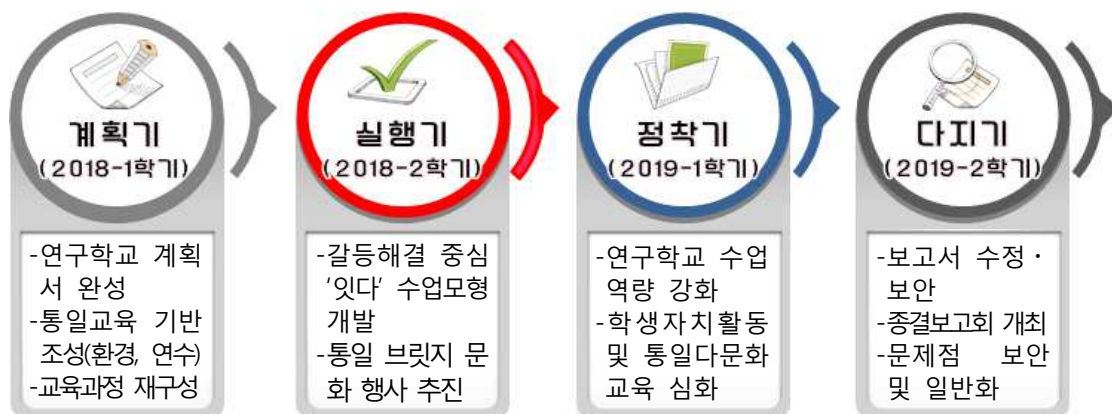 계획기
(2018-1학기)
-연구학교 계획
서 완성
-통일교육 기반
조성(환경, 연수)
-교육과정 재구성
실행기
(2018-2학기)
-갈등해결 중심
'잇다' 수업모형
개발
-통일 브릿지 문
화 행사 추진
정착기
(2019-1학기)
-연구학교 수업
역량 강화
-학생자치활동
및 통일다문화
교육 심화
다지기
(2019-2학기)
-보고서 수정·
보안
-종결보고회 개최
-문제점 보안
및 일반화